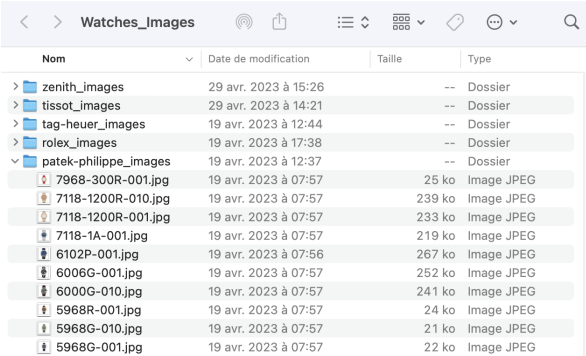 Watches_Images
Nom Date de modification Taille Type
zenith_images 29 avr. 2023 à 15:26 -- Dossier
tissot_images 29 avr. 2023 à 14:21 -- Dossier
tag-heuer_images 19 avr. 2023 à 12:44 -- Dossier
rolex_images 19 avr. 2023 à 17:38 -- Dossier
patek-philippe_images 19 avr. 2023 à 12:37 -- Dossier
7968-300R-001.jpg 19 avr. 2023 à 07:57 25 ko Image JPEG
7118-1200R-010.jpg 19 avr. 2023 à 07:57 239 ko Image JPEG
7118-1200R-001.jpg 19 avr. 2023 à 07:57 233 ko Image JPEG
7118-1A-001.jpg 19 avr. 2023 à 07:57 219 ko Image JPEG
6102P-001.jpg 19 avr. 2023 à 07:56 267 ko Image JPEG
6006G-001.jpg 19 avr. 2023 à 07:57 252 ko Image JPEG
6000G-010.jpg 19 avr. 2023 à 07:57 241 ko Image JPEG
5968R-001.jpg 19 avr. 2023 à 07:57 24 ko Image JPEG
5968G-010.jpg 19 avr. 2023 à 07:57 21 ko Image JPEG
5968G-001.jpg 19 avr. 2023 à 07:57 22 ko Image JPEG